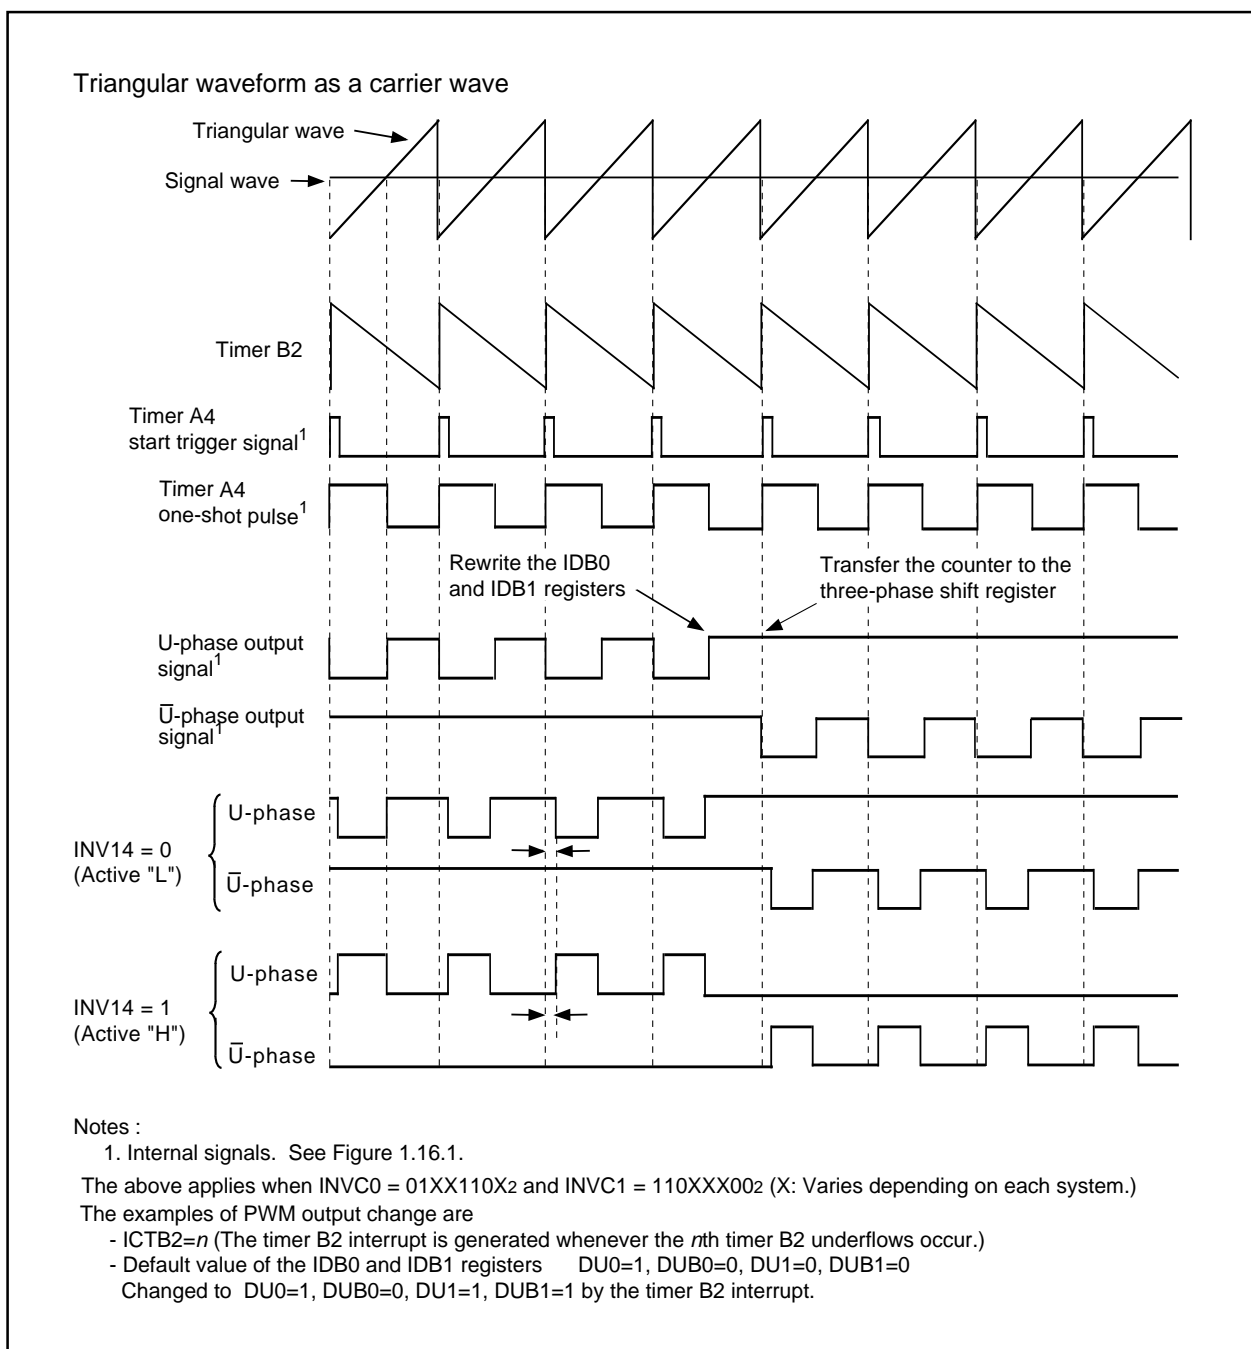 Triangular waveform as a carrier wave
Triangular wave
Signal wave
Timer B2
Timer A4
start trigger signal1
Timer A4
one-shot pulse1
Rewrite the IDB0
and IDB1 registers
Transfer the counter to the
three-phase shift register
U-phase output
signal1
U̅-phase output
signal1
INV14 = 0
(Active "L")
U-phase
U̅-phase
INV14 = 1
(Active "H")
U-phase
U̅-phase
Notes :
1. Internal signals. See Figure 1.16.1.
The above applies when INVC0 = 01XX110X2 and INVC1 = 110XXX002 (X: Varies depending on each system.)
The examples of PWM output change are
- ICTB2=n (The timer B2 interrupt is generated whenever the nth timer B2 underflows occur.)
- Default value of the IDB0 and IDB1 registers DU0=1, DUB0=0, DU1=0, DUB1=0
Changed to DU0=1, DUB0=0, DU1=1, DUB1=1 by the timer B2 interrupt.